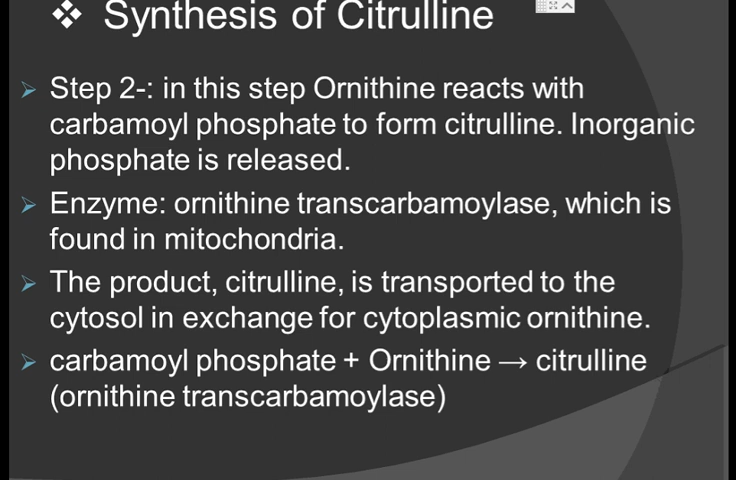 ❖ Synthesis of Citrulline
➢ Step 2-: in this step Ornithine reacts with
carbamoyl phosphate to form citrulline. Inorganic
phosphate is released.
➢ Enzyme: ornithine transcarbamoylase, which is
found in mitochondria.
➢ The product, citrulline, is transported to the
cytosol in exchange for cytoplasmic ornithine.
➢ carbamoyl phosphate + Ornithine → citrulline
(ornithine transcarbamoylase)